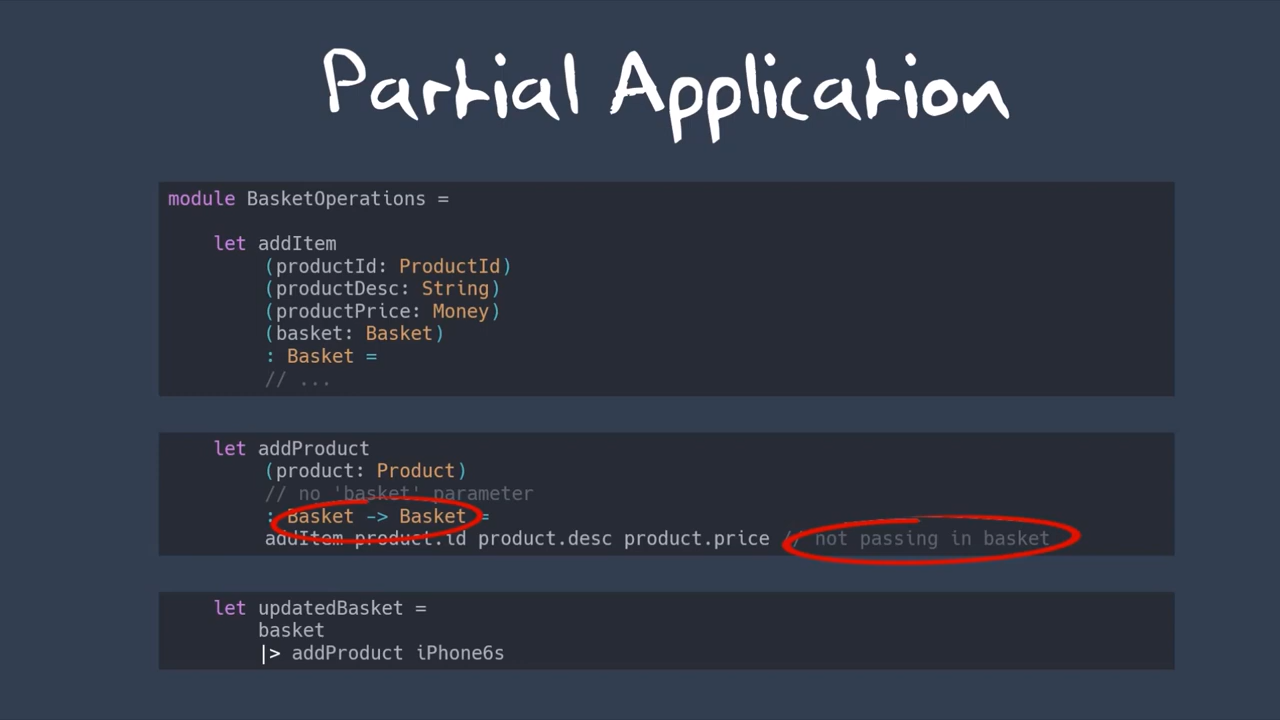 Partial Application
module BasketOperations =
let addItem
(productId: ProductId)
(productDesc: String)
(productPrice: Money)
(basket: Basket)
: Basket =
// ...
let addProduct
(product: Product)
// no 'basket' parameter
: Basket -> Basket =
addItem product.id product.desc product.price // not passing in basket
let updatedBasket =
basket
|> addProduct iPhone6s